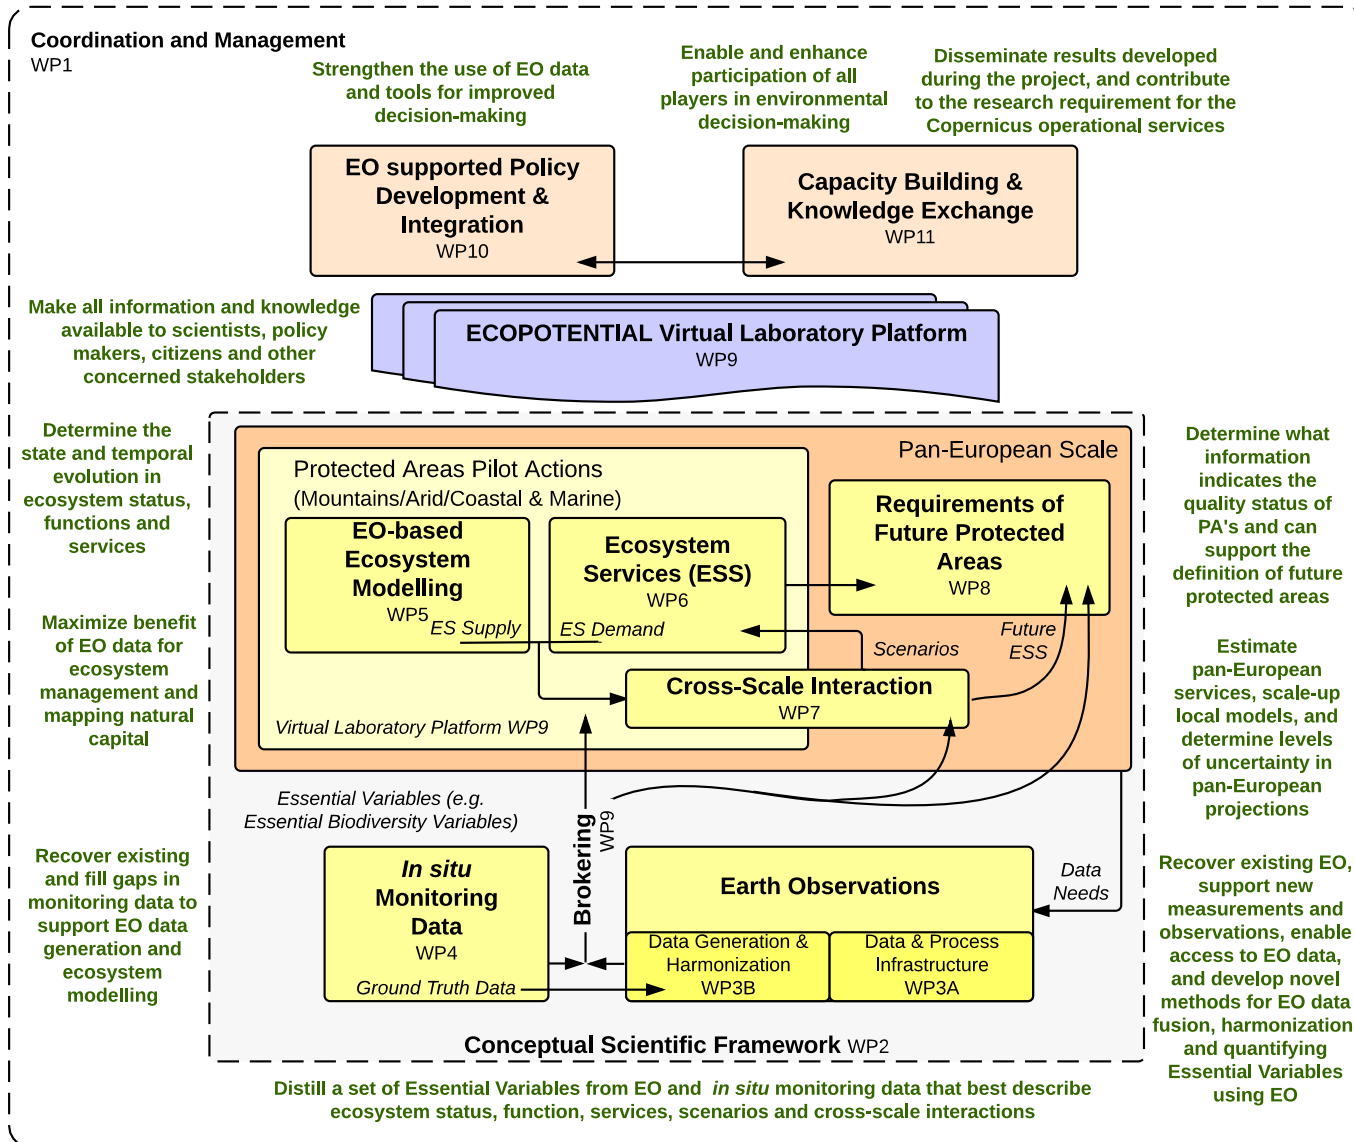 Coordination and Management
WP1
Strengthen the use of EO data
and tools for improved
decision-making
Enable and enhance
participation of all
players in environmental
decision-making
Disseminate results developed
during the project, and contribute
to the research requirement for the
Copernicus operational services
EO supported Policy
Development &
Integration
WP10
Capacity Building &
Knowledge Exchange
WP11
Make all information and knowledge
available to scientists, policy
makers, citizens and other
concerned stakeholders
ECOPOTENTIAL Virtual Laboratory Platform
WP9
Determine the
state and temporal
evolution in
ecosystem status,
functions and
services
Maximize benefit
of EO data for
ecosystem
management and
mapping natural
capital
Recover existing
and fill gaps in
monitoring data to
support EO data
generation and
ecosystem
modelling
Pan-European Scale
Protected Areas Pilot Actions
(Mountains/Arid/Coastal & Marine)
EO-based
Ecosystem
Modelling
WP5
ES Supply
Ecosystem
Services (ESS)
WP6
ES Demand
Requirements of
Future Protected
Areas
WP8
Scenarios
Future
ESS
Cross-Scale Interaction
WP7
Virtual Laboratory Platform WP9
Essential Variables (e.g.
Essential Biodiversity Variables)
Brokering
WP9
In situ
Monitoring
Data
WP4
Ground Truth Data
Earth Observations
Data Generation &
Harmonization
WP3B
Data & Process
Infrastructure
WP3A
Data
Needs
Conceptual Scientific Framework WP2
Determine what
information
indicates the
quality status of
PA's and can
support the
definition of future
protected areas
Estimate
pan-European
services, scale-up
local models, and
determine levels
of uncertainty in
pan-European
projections
Recover existing EO,
support new
measurements and
observations, enable
access to EO data,
and develop novel
methods for EO data
fusion, harmonization
and quantifying
Essential Variables
using EO
Distill a set of Essential Variables from EO and in situ monitoring data that best describe
ecosystem status, function, services, scenarios and cross-scale interactions